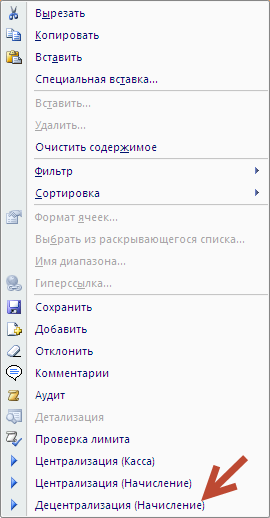 Вырезать
Копировать
Вставить
Специальная вставка...
Вставить...
Удалить...
Очистить содержимое
Фильтр
Сортировка
Формат ячеек...
Выбрать из раскрывающегося списка...
Имя диапазона...
Гиперссылка...
Сохранить
Добавить
Отклонить
Комментарии
Аудит
Детализация
Проверка лимита
Централизация (Касса)
Централизация (Начисление)
Децентрализация (Начисление)